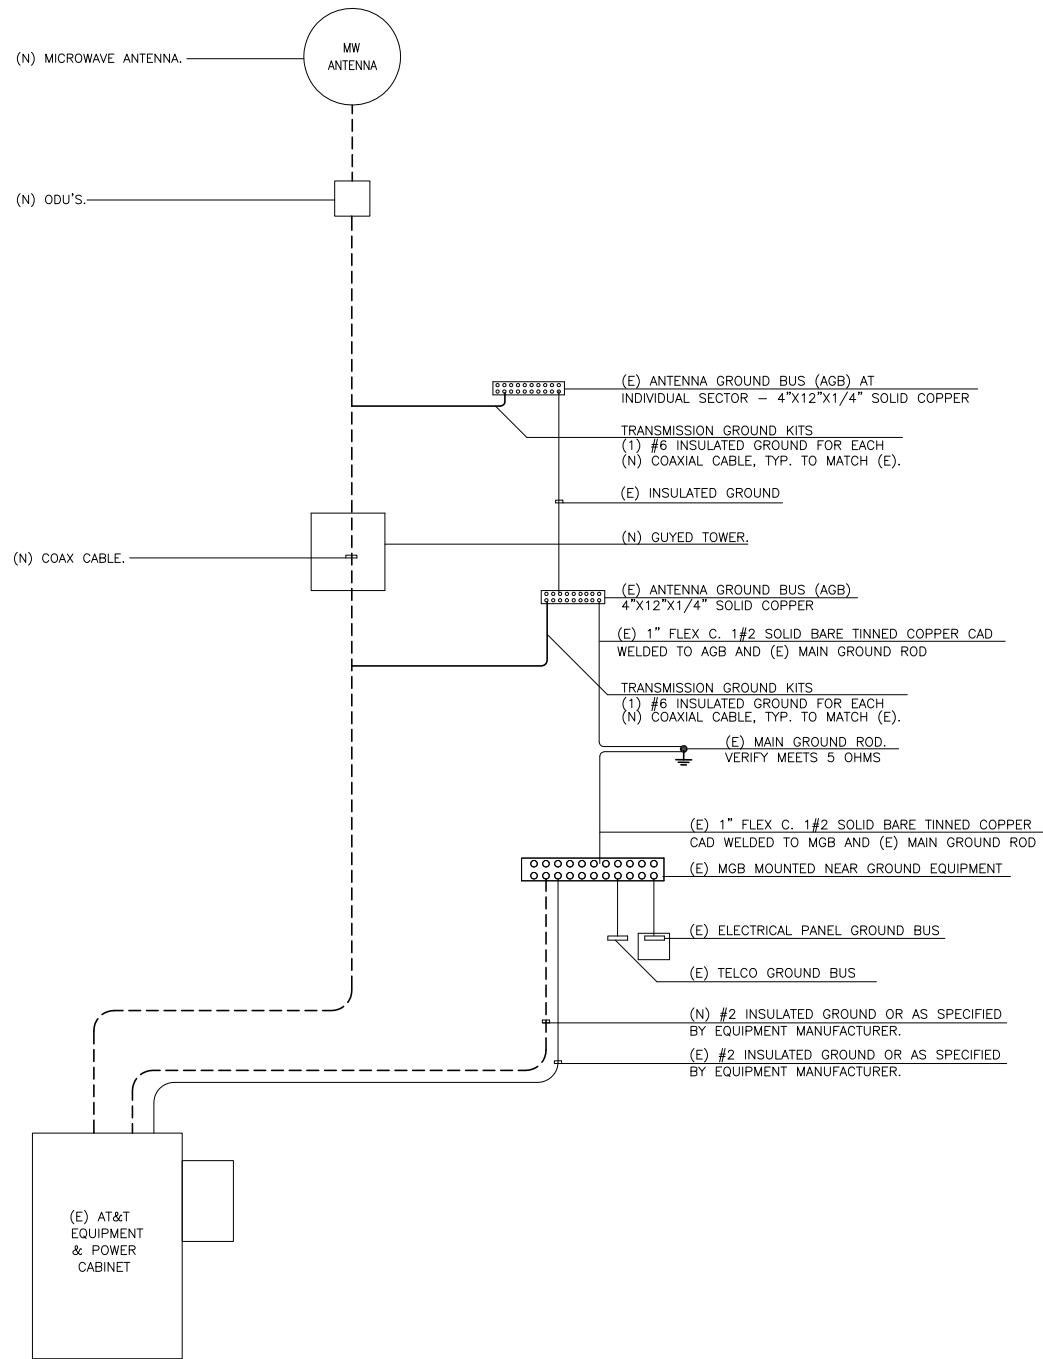 MW
ANTENNA
(N) MICROWAVE ANTENNA.
(N) ODU'S.
(E) ANTENNA GROUND BUS (AGB) AT
INDIVIDUAL SECTOR – 4"X12"X1/4" SOLID COPPER
TRANSMISSION GROUND KITS
(1) #6 INSULATED GROUND FOR EACH
(N) COAXIAL CABLE, TYP. TO MATCH (E).
(E) INSULATED GROUND
(N) GUYED TOWER.
(N) COAX CABLE.
(E) ANTENNA GROUND BUS (AGB)
4"X12"X1/4" SOLID COPPER
(E) 1" FLEX C. 1#2 SOLID BARE TINNED COPPER CAD
WELDED TO AGB AND (E) MAIN GROUND ROD
TRANSMISSION GROUND KITS
(1) #6 INSULATED GROUND FOR EACH
(N) COAXIAL CABLE, TYP. TO MATCH (E).
(E) MAIN GROUND ROD.
VERIFY MEETS 5 OHMS
(E) 1" FLEX C. 1#2 SOLID BARE TINNED COPPER
CAD WELDED TO MGB AND (E) MAIN GROUND ROD
(E) MGB MOUNTED NEAR GROUND EQUIPMENT
(E) ELECTRICAL PANEL GROUND BUS
(E) TELCO GROUND BUS
(N) #2 INSULATED GROUND OR AS SPECIFIED
BY EQUIPMENT MANUFACTURER.
(E) #2 INSULATED GROUND OR AS SPECIFIED
BY EQUIPMENT MANUFACTURER.
(E) AT&T
EQUIPMENT
& POWER
CABINET